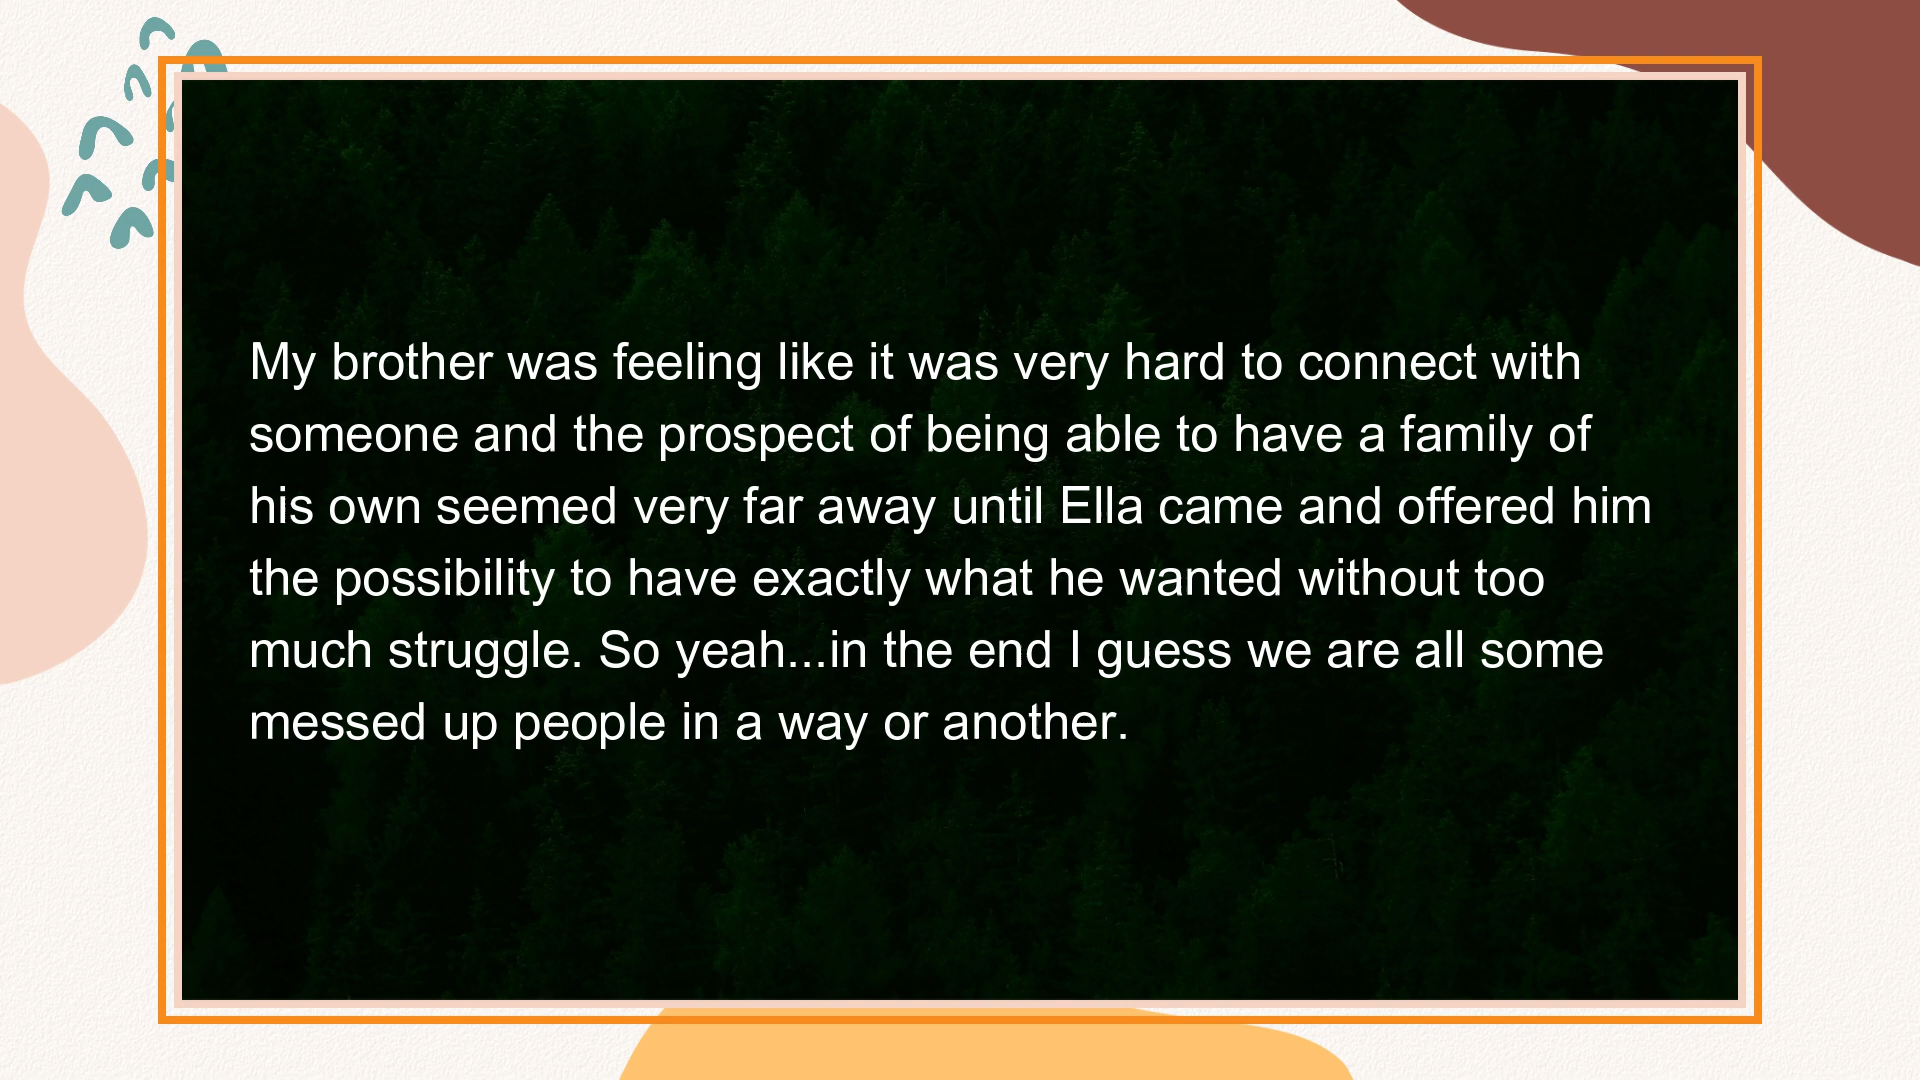 My brother was feeling like it was very hard to connect with
someone and the prospect of being able to have a family of
his own seemed very far away until Ella came and offered him
the possibility to have exactly what he wanted without too
much struggle. So yeah...in the end I guess we are all some
messed up people in a way or another.